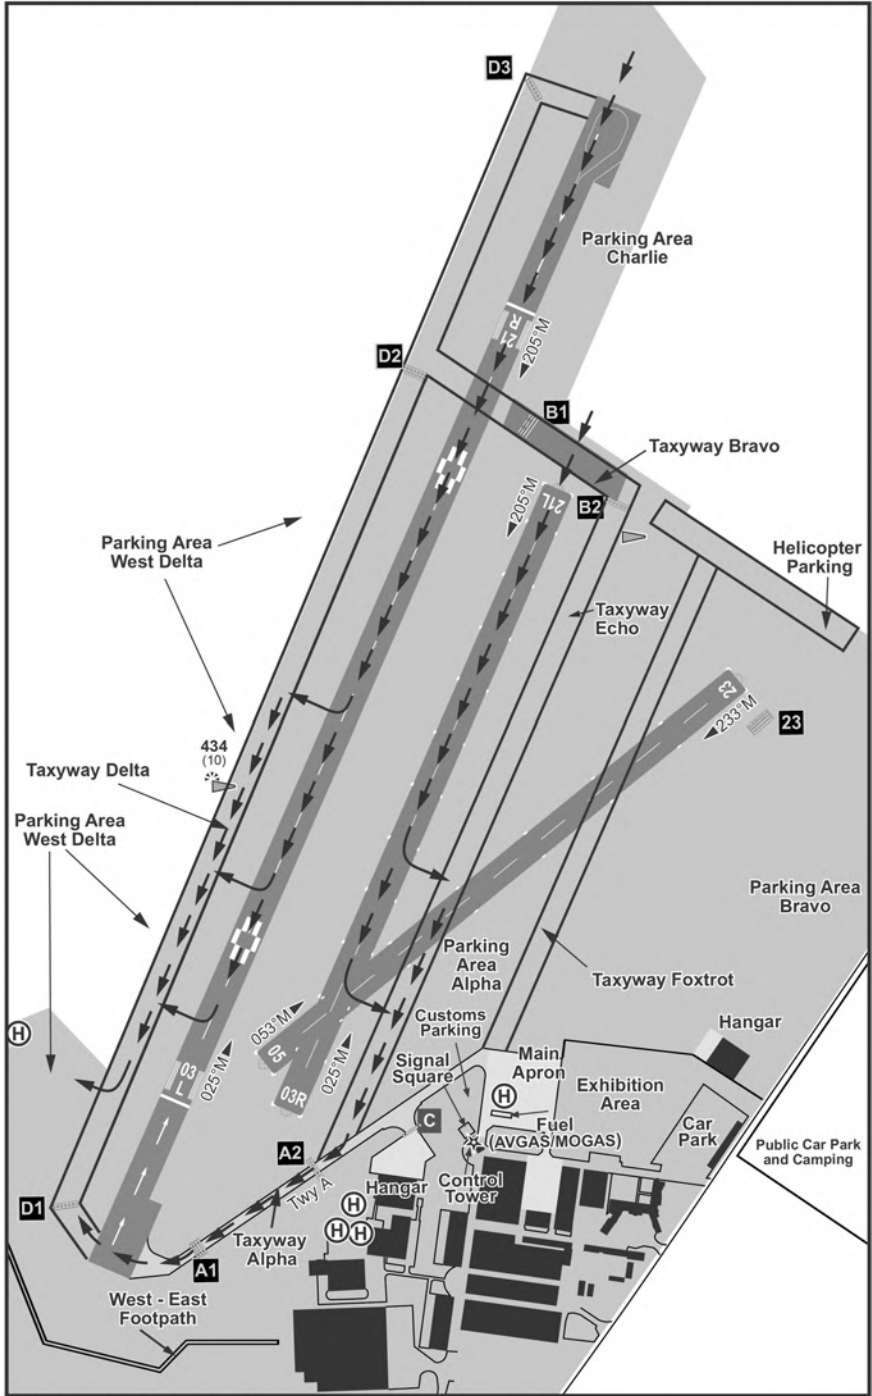 D3
Parking Area
Charlie
21
R
205°M
D2
B1
Taxyway Bravo
21L
205°M
B2
Parking Area
West Delta
Helicopter
Parking
Taxyway
Echo
23
233°M
23
434
(10)
Taxyway Delta
Parking Area
West Delta
Parking Area
Bravo
Parking
Area
Alpha
Taxyway Foxtrot
H
053°M
05
Customs
Parking
Hangar
03
L
025°M
03R
025°M
Signal
Square
Main
Apron
H
Exhibition
Area
C
Fuel
(AVGAS/MOGAS)
Car
Park
Public Car Park
and Camping
A2
Twy A
Hangar
Control
Tower
D1
H
H
H
Taxyway
Alpha
A1
West - East
Footpath